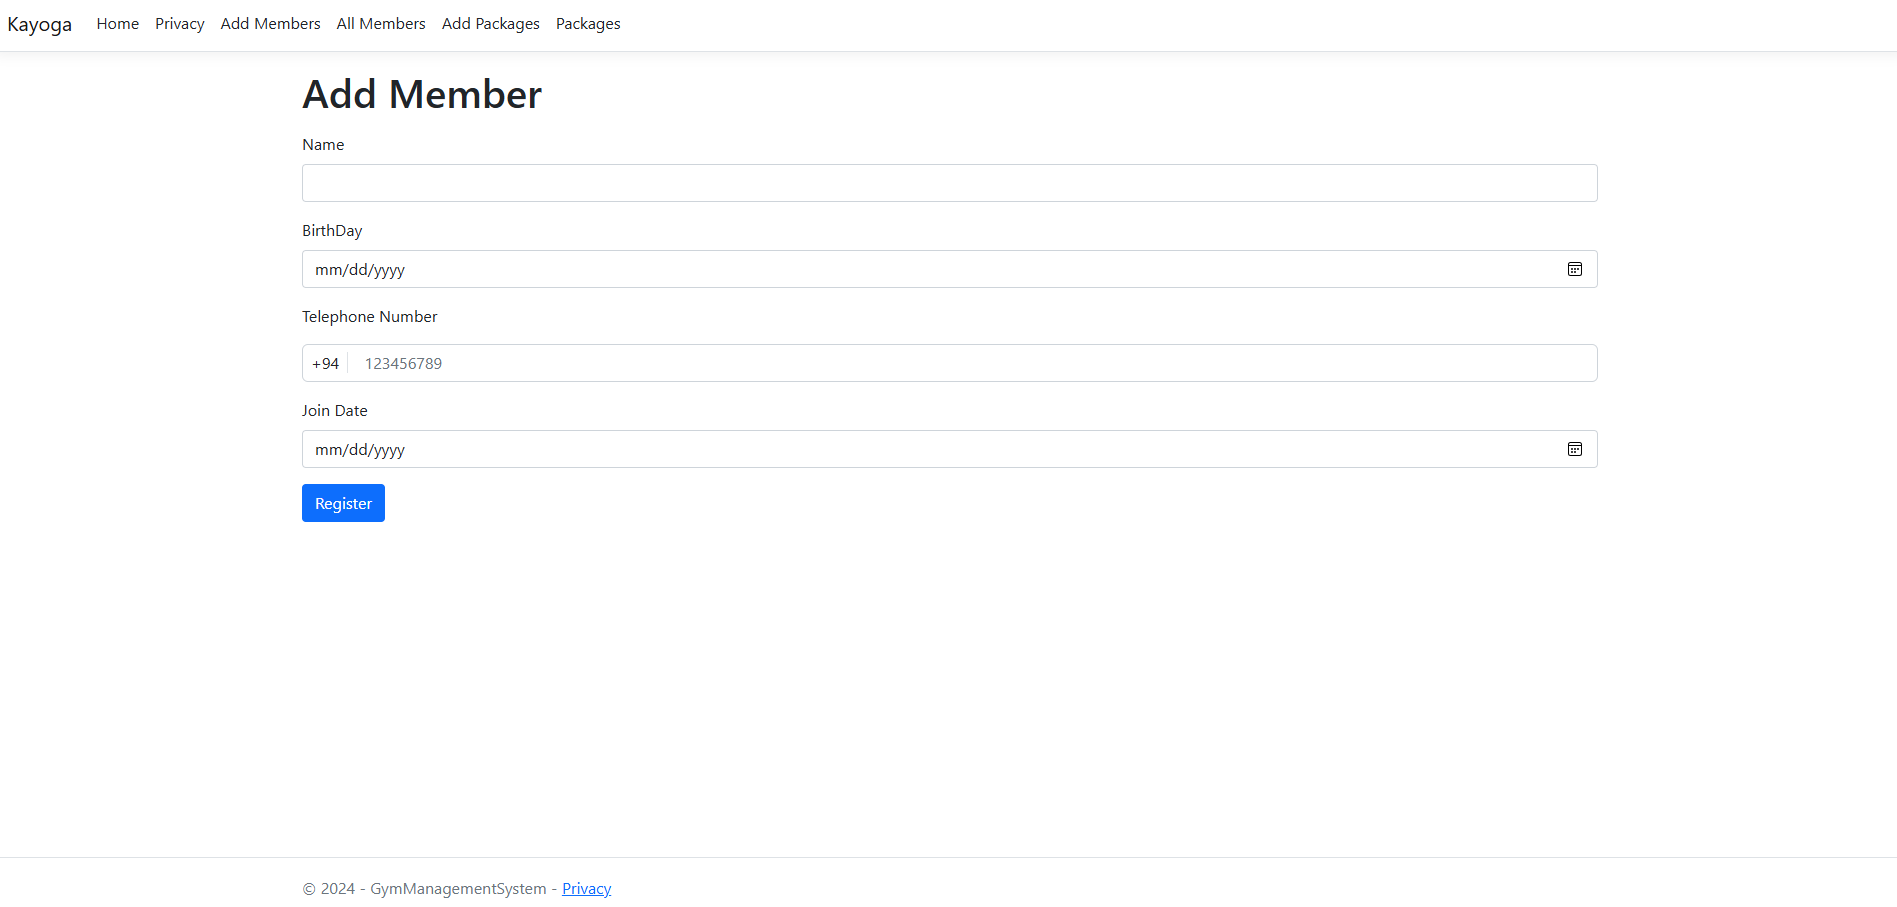 Kayoga Home Privacy Add Members All Members Add Packages Packages
Add Member
Name
BirthDay
mm/dd/yyyy
Telephone Number
+94 123456789
Join Date
mm/dd/yyyy
Register
© 2024 - GymManagementSystem - Privacy